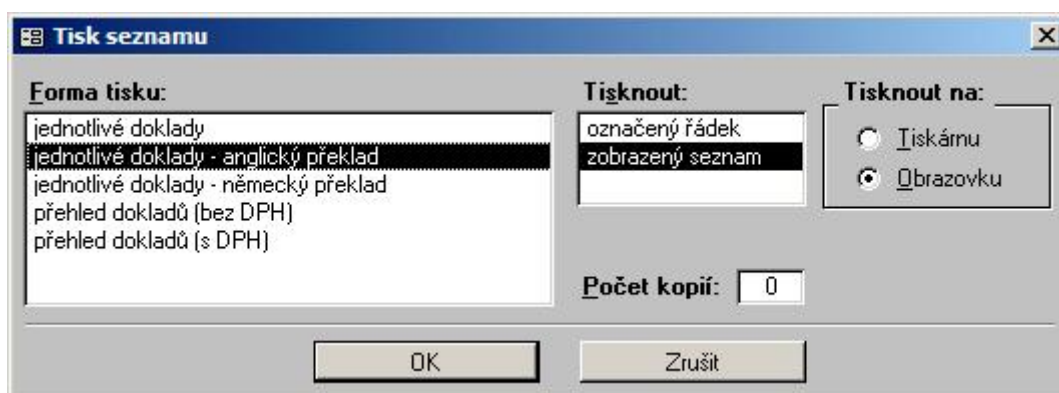 Tisk seznamu
Forma tisku:
jednotlivé doklady
jednotlivé doklady - anglický překlad
jednotlivé doklady - německý překlad
přehled dokladů (bez DPH)
přehled dokladů (s DPH)
Tisknout:
označený řádek
zobrazený seznam
Tisknout na:
Tiskárnu
Obrazovku
Počet kopií: 0
OK
Zrušit